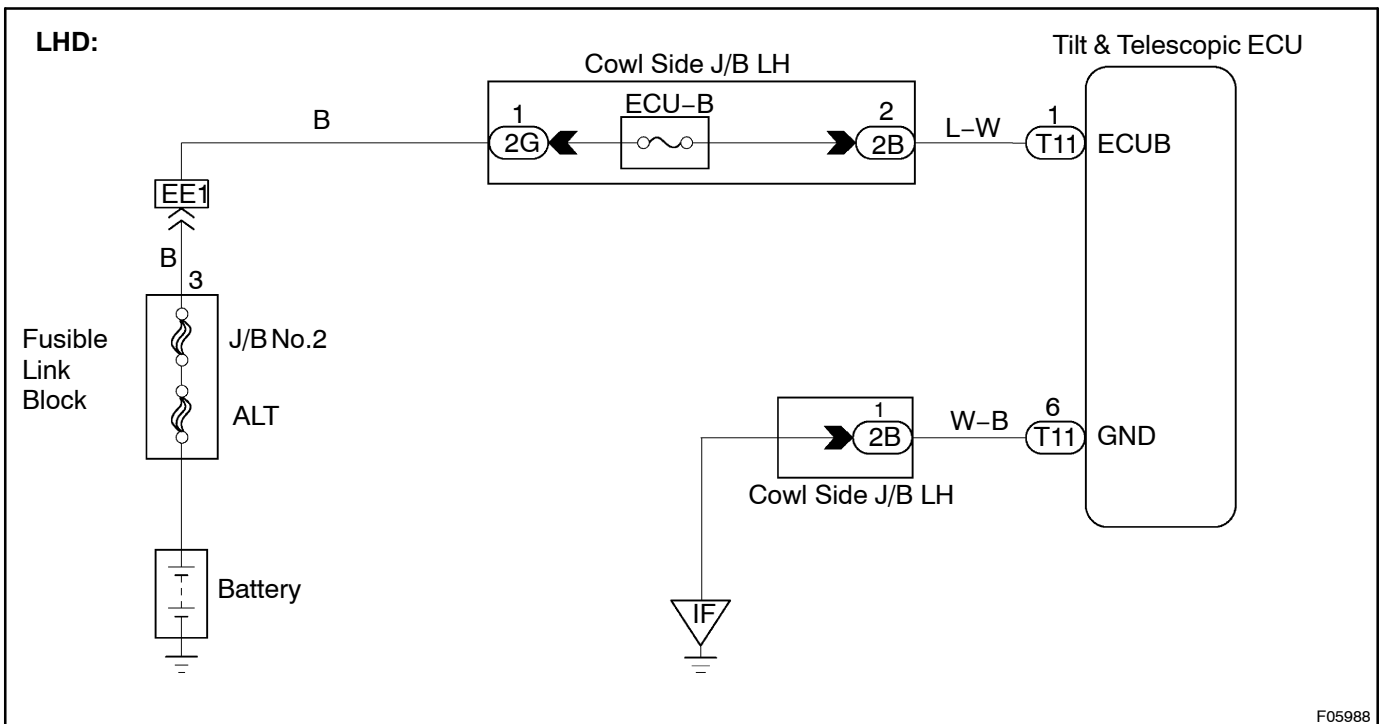 LHD:
Tilt & Telescopic ECU
Cowl Side J/B LH
ECU–B
B
1
2G
2
2B
L–W
1
T11
ECUB
EE1
B
3
Fusible
Link
Block
J/B No.2
ALT
1
2B
W–B
6
T11
GND
Cowl Side J/B LH
Battery
IF
F05988